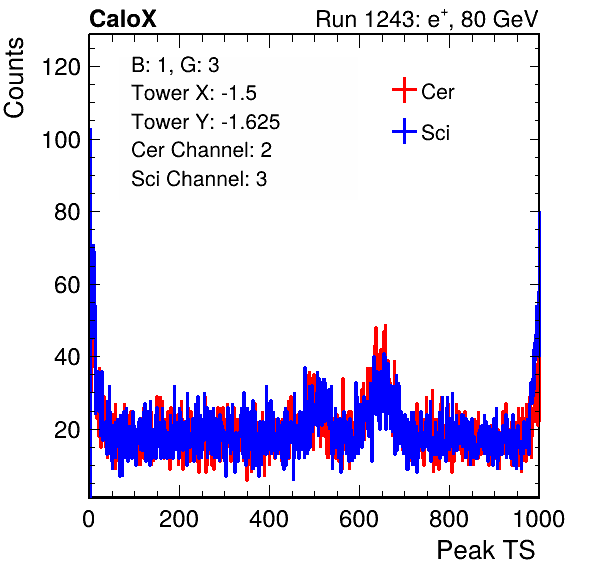 CaloX Run 1243: e⁺, 80 GeV
B: 1, G: 3
Tower X: -1.5
Tower Y: -1.625
Cer Channel: 2
Sci Channel: 3
Cer
Sci
Counts
120
100
80
60
40
20
0 200 400 600 800 1000
Peak TS